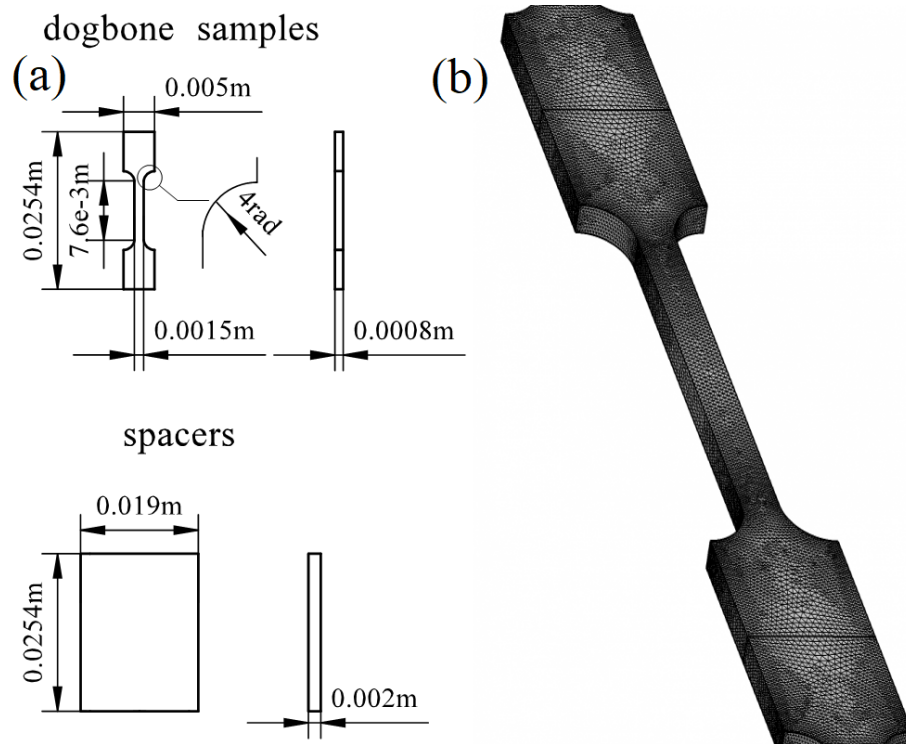 dogbone samples
(a)
(b)
0.005m
0.0254m
7.6e-3m
4rad
0.0015m
0.0008m
spacers
0.019m
0.0254m
0.002m